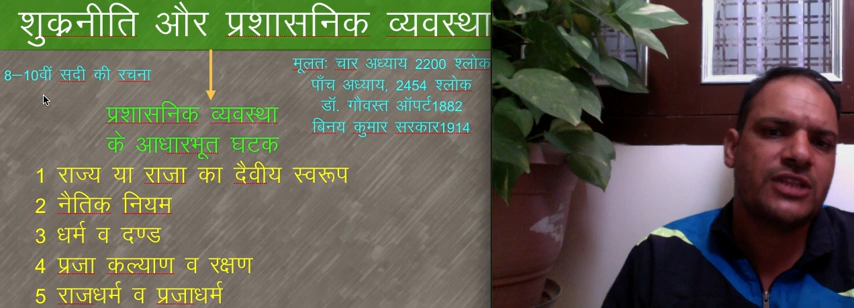 शुक्रनीति और प्रशासनिक व्यवस्था
8–10वीं सदी की रचना
मूलतः चार अध्याय 2200 श्लोक
पाँच अध्याय, 2454 श्लोक
डॉ. गौवस्त ऑपर्ट1882
बिनय कुमार सरकार1914
प्रशासनिक व्यवस्था
के आधारभूत घटक
1 राज्य या राजा का दैवीय स्वरूप
2 नैतिक नियम
3 धर्म व दण्ड
4 प्रजा कल्याण व रक्षण
5 राजधर्म व प्रजाधर्म